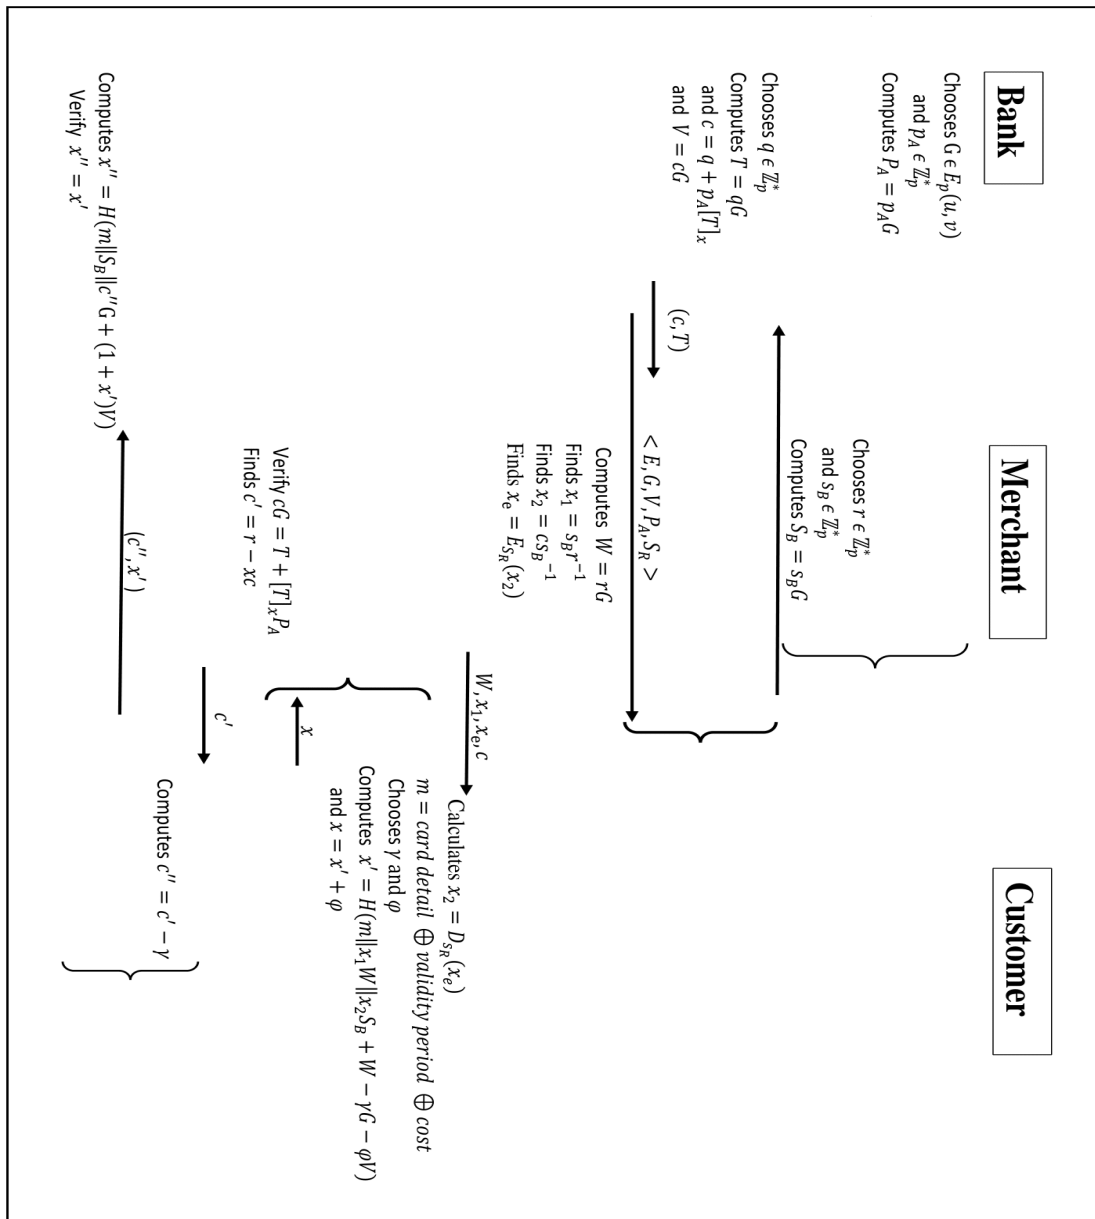 Bank
Merchant
Customer
Chooses G ϵ E_p(u, v)
and p_A ϵ ℤ_p^*
Computes P_A = p_A G
Chooses r ϵ ℤ_p^*
and s_B ϵ ℤ_p^*
Computes S_B = s_B G
Chooses q ϵ ℤ_p^*
Computes T = qG
and c = q + p_A[T]_x
and V = cG
(c, T)
< E, G, V, P_A, S_R >
Computes W = rG
Finds x_1 = s_B r^{-1}
Finds x_2 = cs_B^{-1}
Finds x_e = E_{S_R}(x_2)
W, x_1, x_e, c
Calculates x_2 = D_{s_R}(x_e)
m = card detail ⊕ validity period ⊕ cost
Chooses γ and φ
Computes x′ = H(m||x_1W||x_2S_B + W − γG − φV)
and x = x′ + φ
x
Verify cG = T + [T]_x P_A
Finds c′ = r − xc
c′
Computes c″ = c′ − γ
(c″, x′)
Computes x″ = H(m||S_B||c″G + (1 + x′)V)
Verify x″ = x′